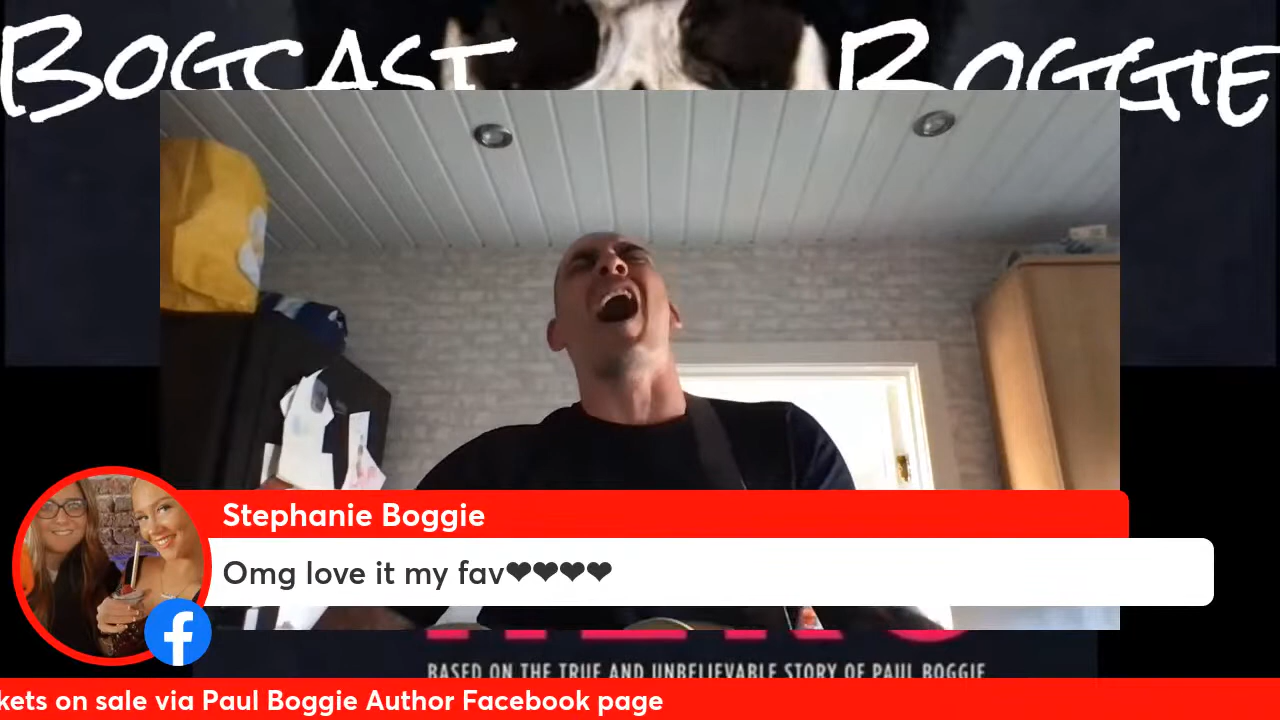 BOGCAST BOGGIE
Stephanie Boggie
Omg love it my fav❤❤❤❤
BASED ON THE TRUE AND UNBELIEVABLE STORY OF PAUL BOGGIE
kets on sale via Paul Boggie Author Facebook page